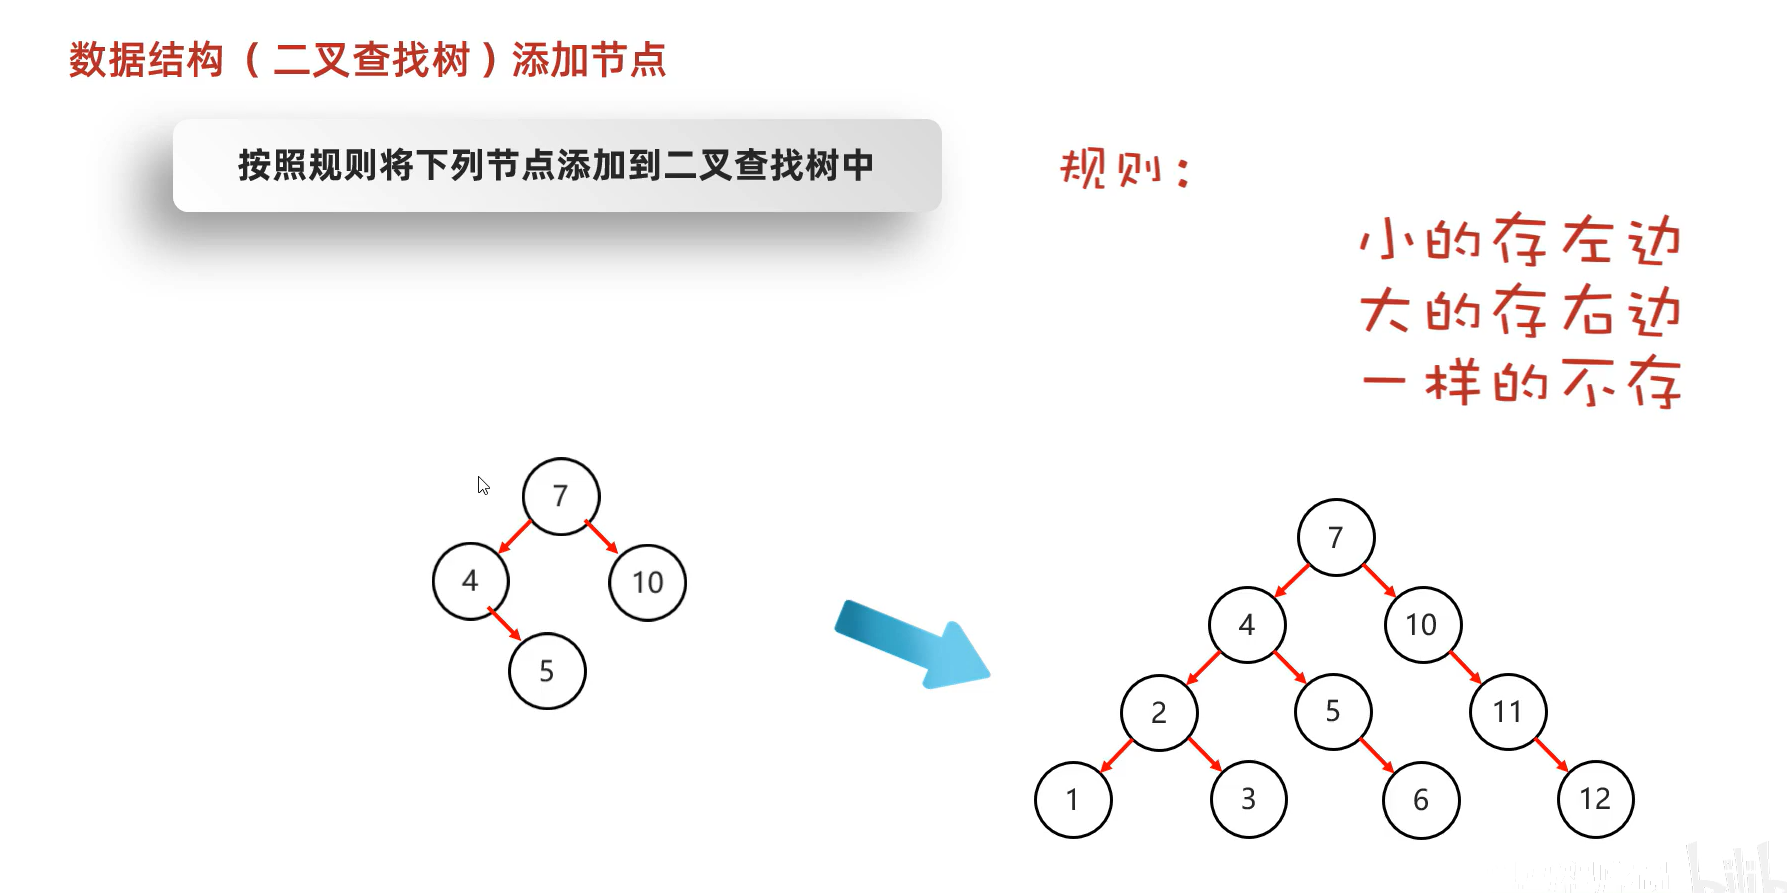 数据结构（二叉查找树）添加节点
按照规则将下列节点添加到二叉查找树中
规则：
小的存左边
大的存右边
一样的不存
7
4
10
5
7
4
10
2
5
11
1
3
6
12
bilibili